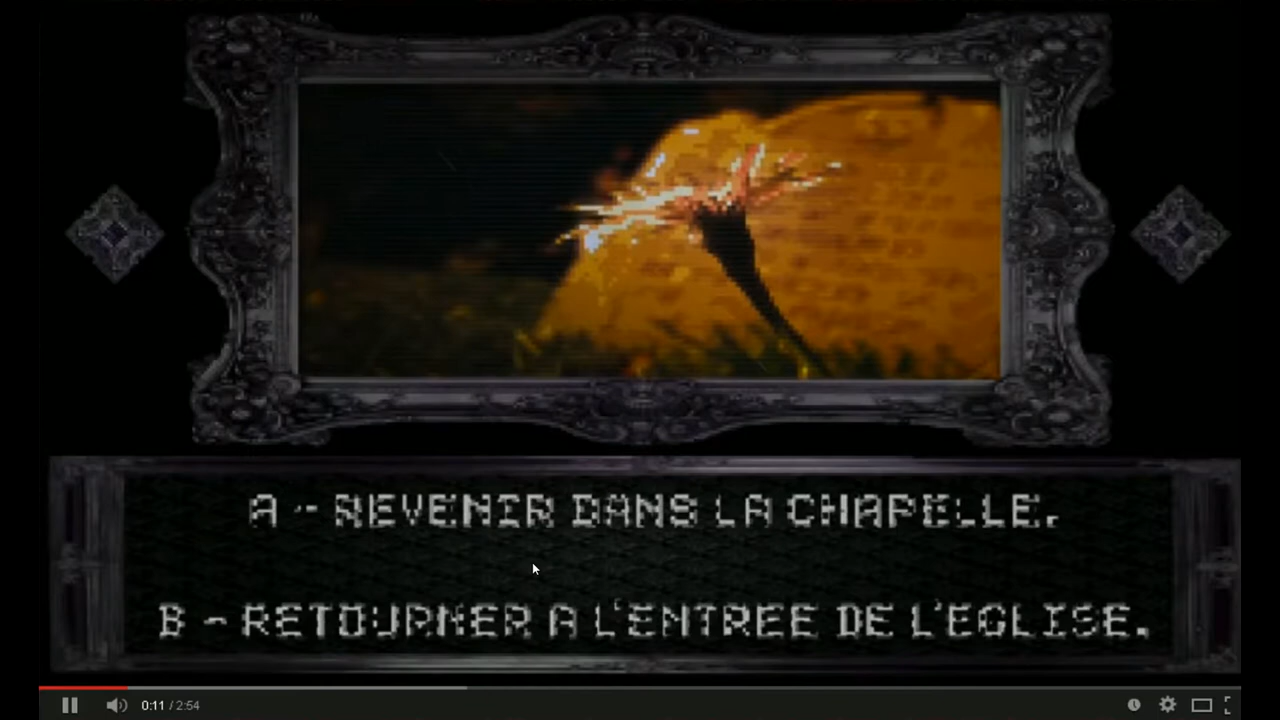 A - REVENIR DANS LA CHAPELLE.
B - RETOURNER A L'ENTREE DE L'EGLISE.
0:11 / 2:54